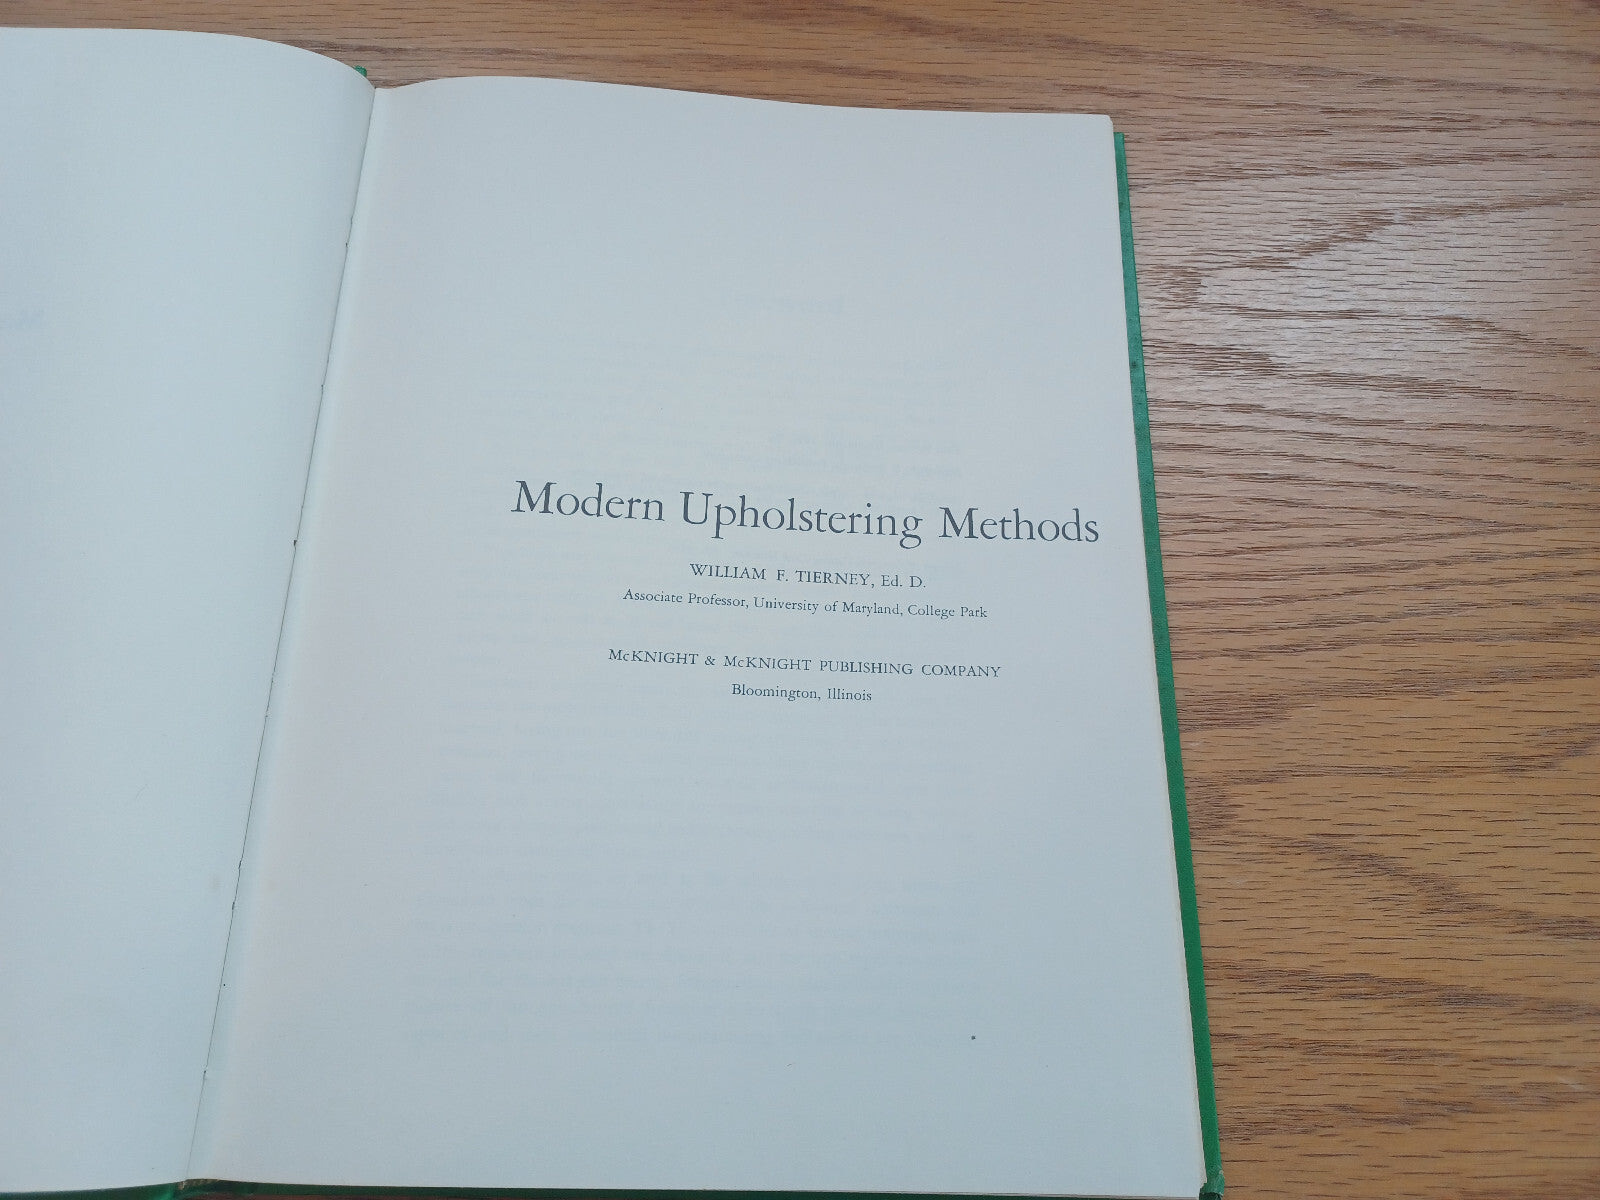 Modern Upholstering Methods
WILLIAM F. TIERNEY, Ed. D.
Associate Professor, University of Maryland, College Park
McKNIGHT & McKNIGHT PUBLISHING COMPANY
Bloomington, Illinois